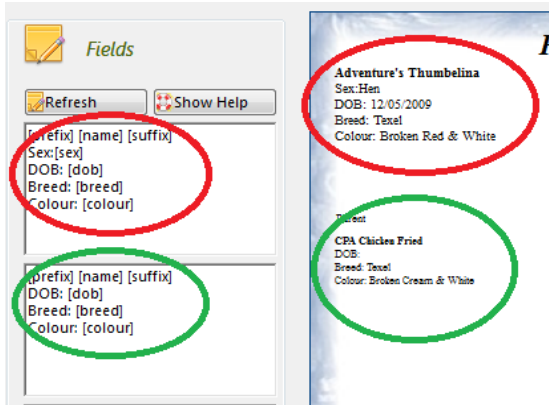 Fields
Refresh
Show Help
[prefix] [name] [suffix]
Sex:[sex]
DOB: [dob]
Breed: [breed]
Colour: [colour]
[prefix] [name] [suffix]
DOB: [dob]
Breed: [breed]
Colour: [colour]
Adventure's Thumbelina
Sex:Hen
DOB: 12/05/2009
Breed: Texel
Colour: Broken Red & White
Parent
CPA Chicken Fried
DOB:
Breed: Texel
Colour: Broken Cream & White